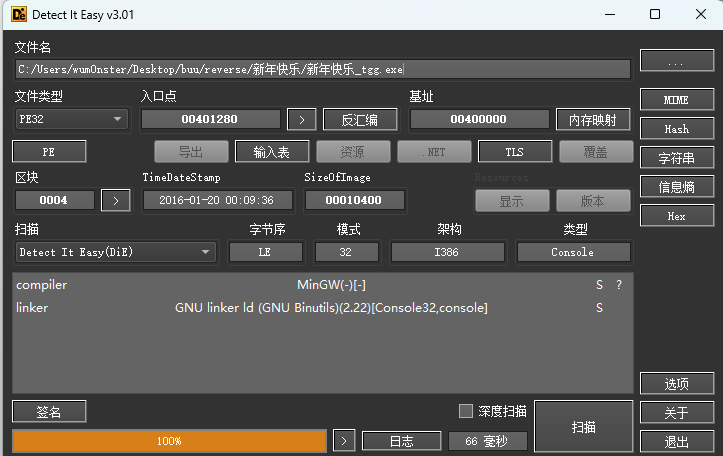 Detect It Easy v3.01
文件名
C:/Users/wum0nster/Desktop/buu/reverse/新年快乐/新年快乐_tgg.exe
...
文件类型 入口点 基址
PE32 00401280 > 反汇编 00400000 内存映射 MIME
PE 导出 输入表 资源 .NET TLS 覆盖 Hash
区块 TimeDateStamp SizeOfImage Resources 字符串
0004 > 2016-01-20 00:09:36 00010400 显示 版本 信息熵
扫描 字节序 模式 架构 类型 Hex
Detect It Easy(DiE) LE 32 I386 Console
compiler MinGW(-)[-] S ?
linker GNU linker ld (GNU Binutils)(2.22)[Console32,console] S
选项
签名 深度扫描 扫描 关于
100% > 日志 66 毫秒 退出